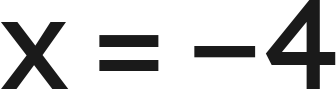 x = −4